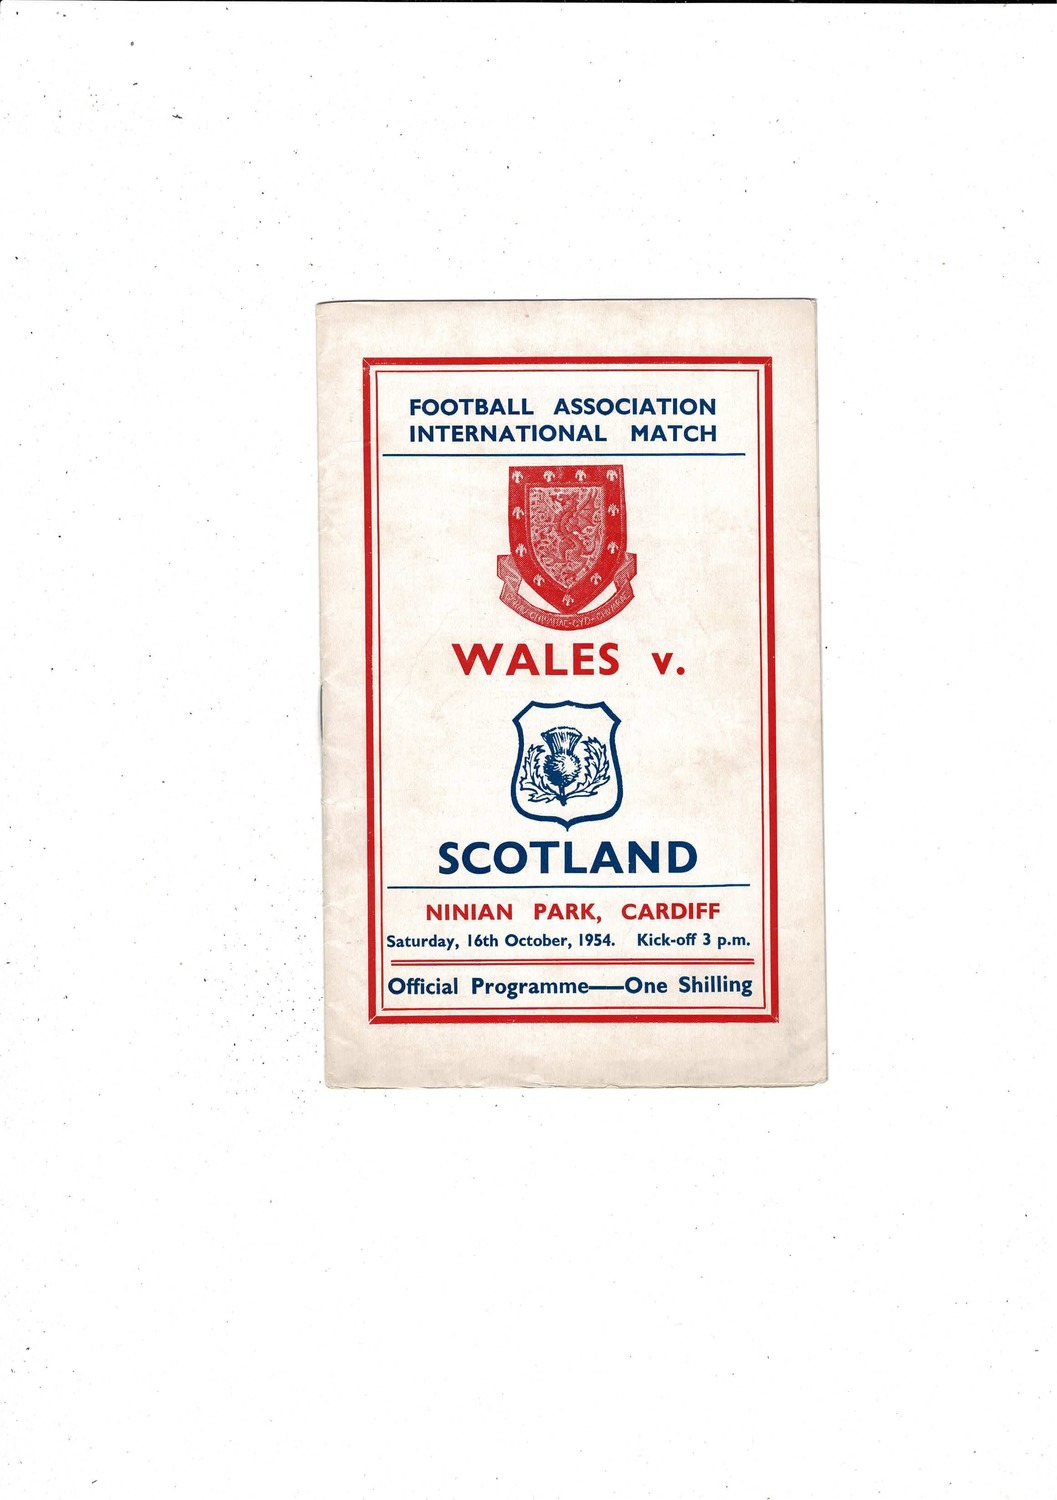 FOOTBALL ASSOCIATION
INTERNATIONAL MATCH
WALES v.
SCOTLAND
NINIAN PARK, CARDIFF
Saturday, 16th October, 1954. Kick-off 3 p.m.
Official Programme—One Shilling